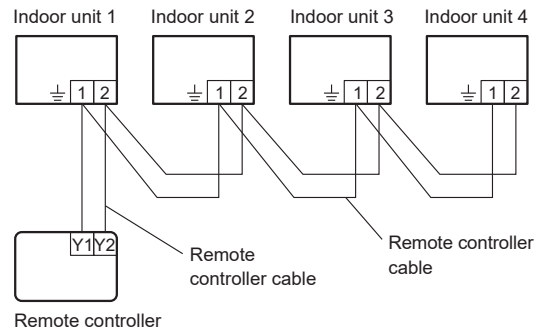 Indoor unit 1 Indoor unit 2 Indoor unit 3 Indoor unit 4
1 2 1 2 1 2 1 2
Y1 Y2
Remote
controller cable
Remote controller
cable
Remote controller